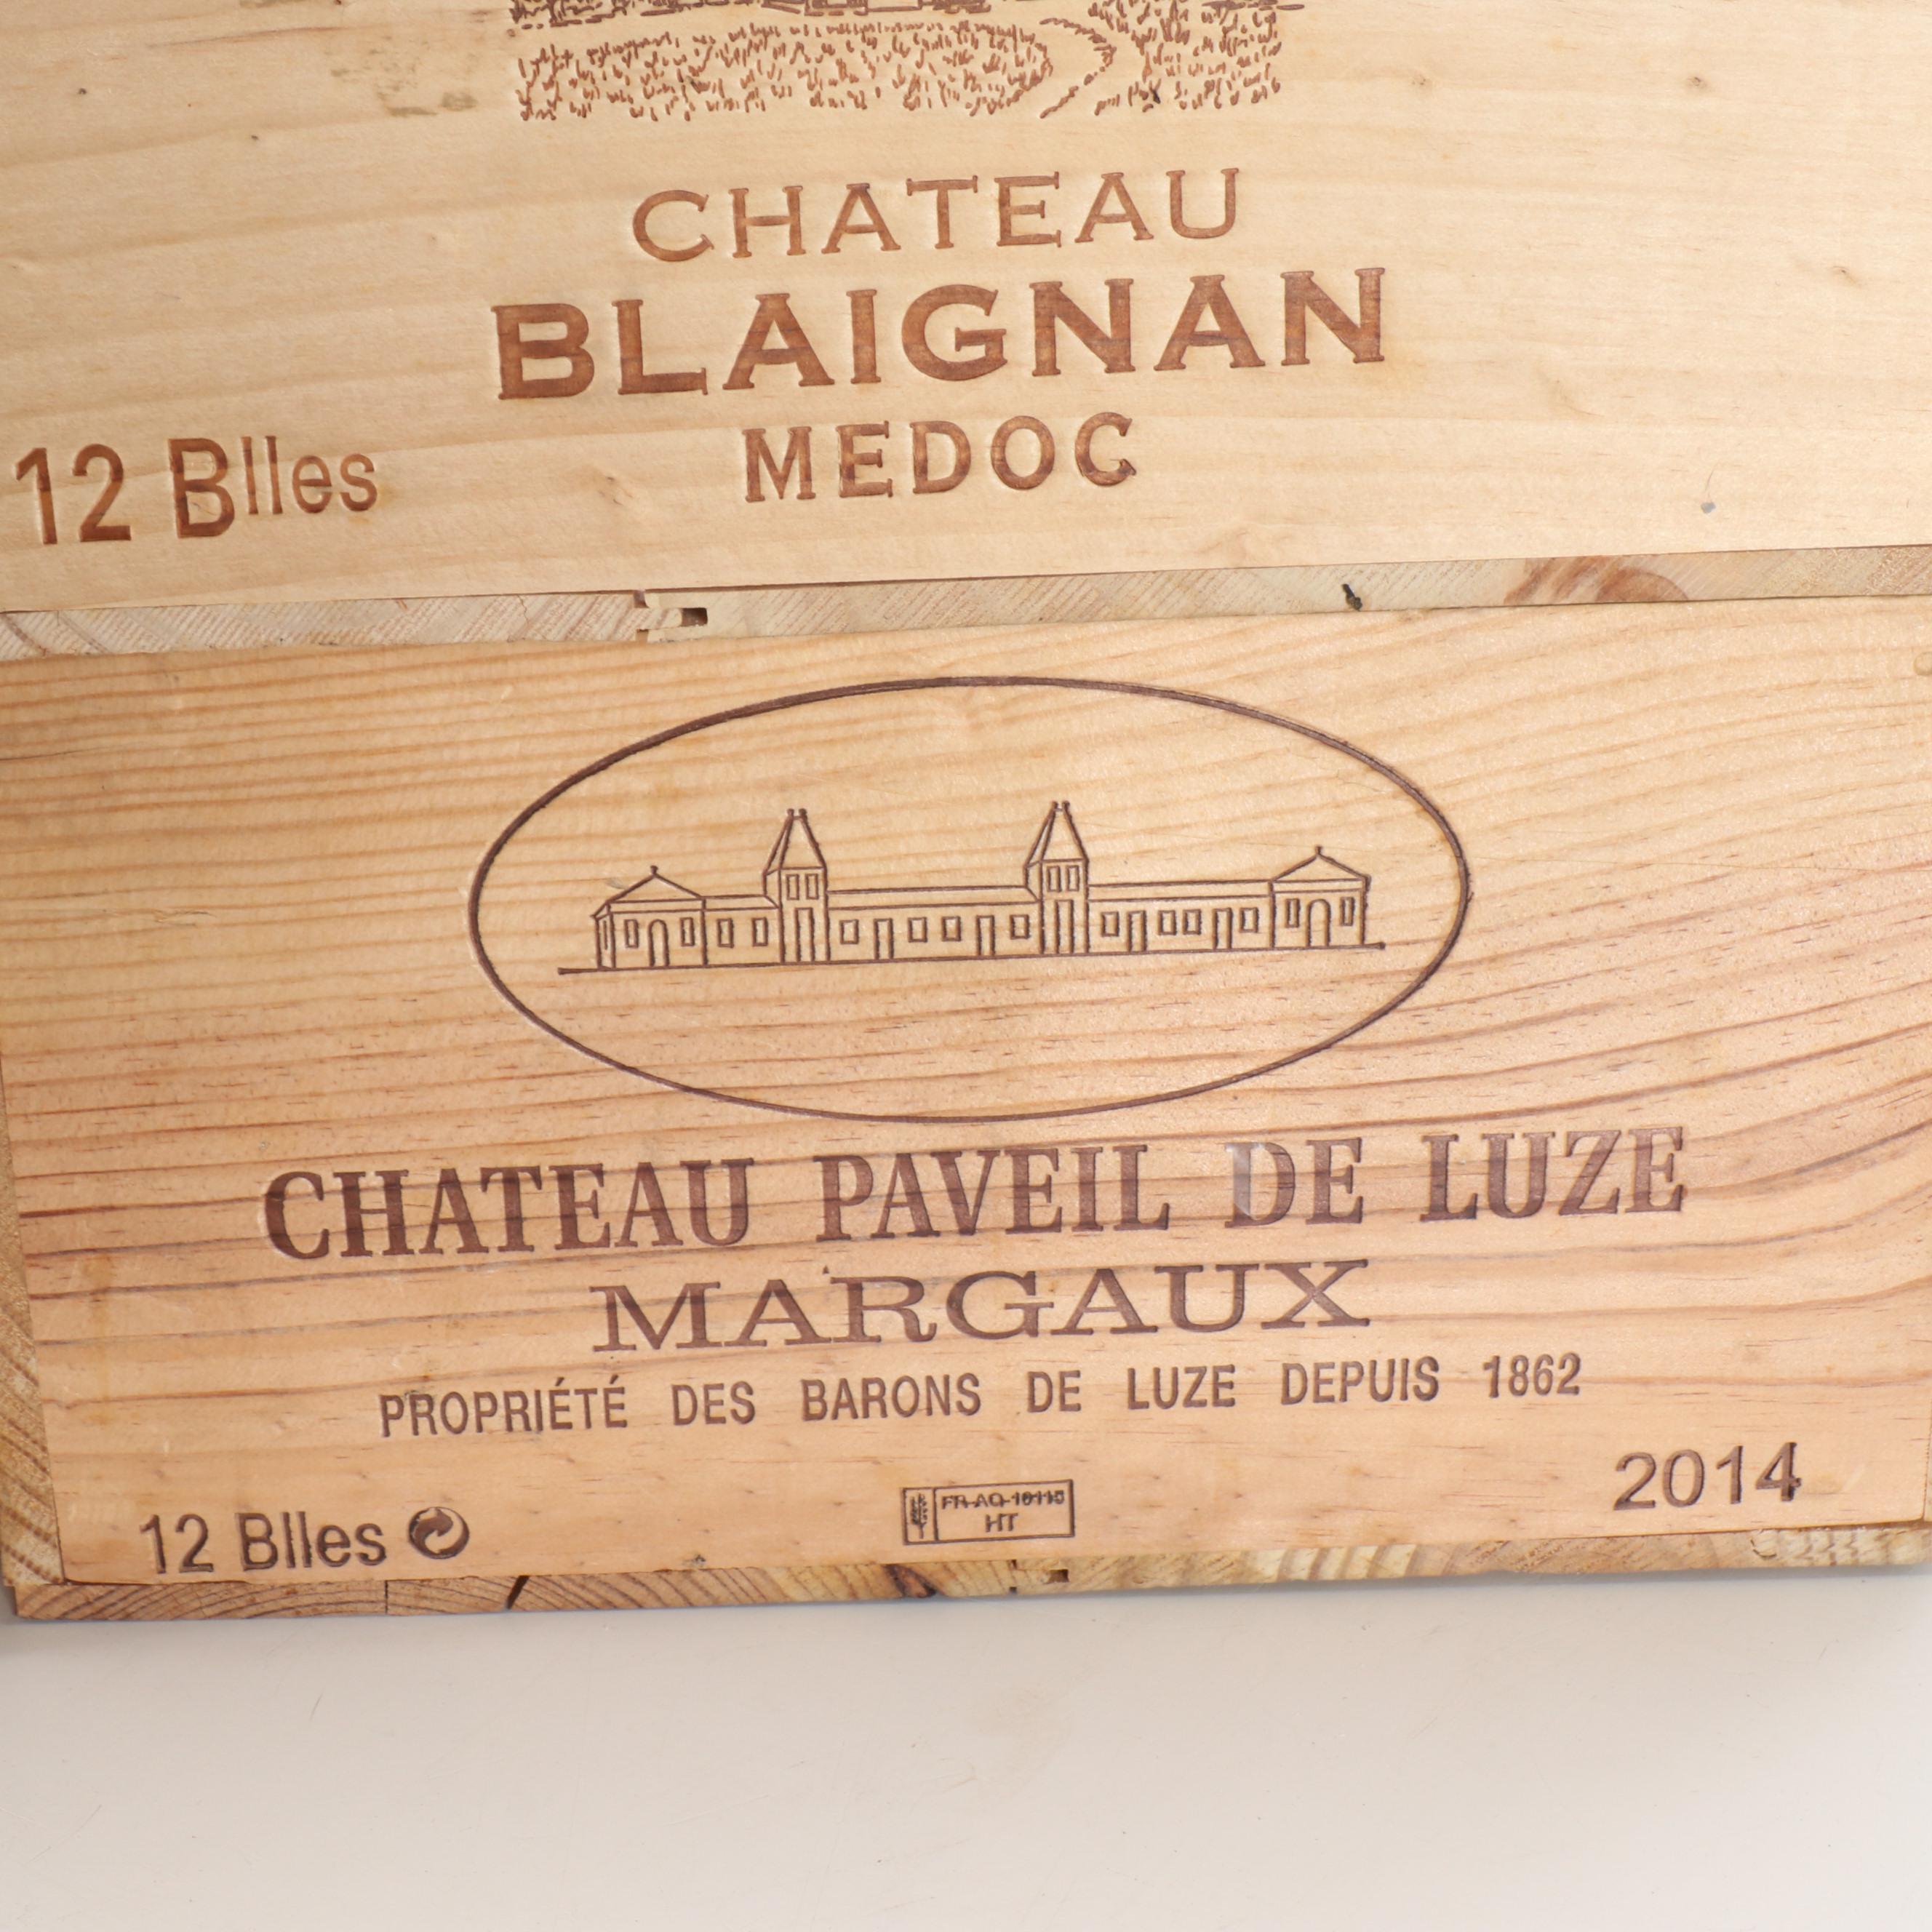 CHATEAU
BLAIGNAN
MEDOC
12 Blles
CHATEAU PAVEIL DE LUZE
MARGAUX
PROPRIÉTÉ DES BARONS DE LUZE DEPUIS 1862
2014
12 Blles
HT